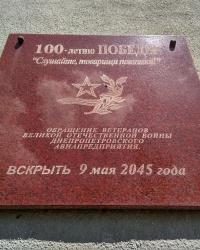 100-летию ПОБЕДЫ
"Слушайте, товарищи потомки!"
ОБРАЩЕНИЕ ВЕТЕРАНОВ
ВЕЛИКОЙ ОТЕЧЕСТВЕННОЙ ВОЙНЫ
ДНЕПРОПЕТРОВСКОГО
АВИАПРЕДПРИЯТИЯ.
ВСКРЫТЬ 9 мая 2045 года